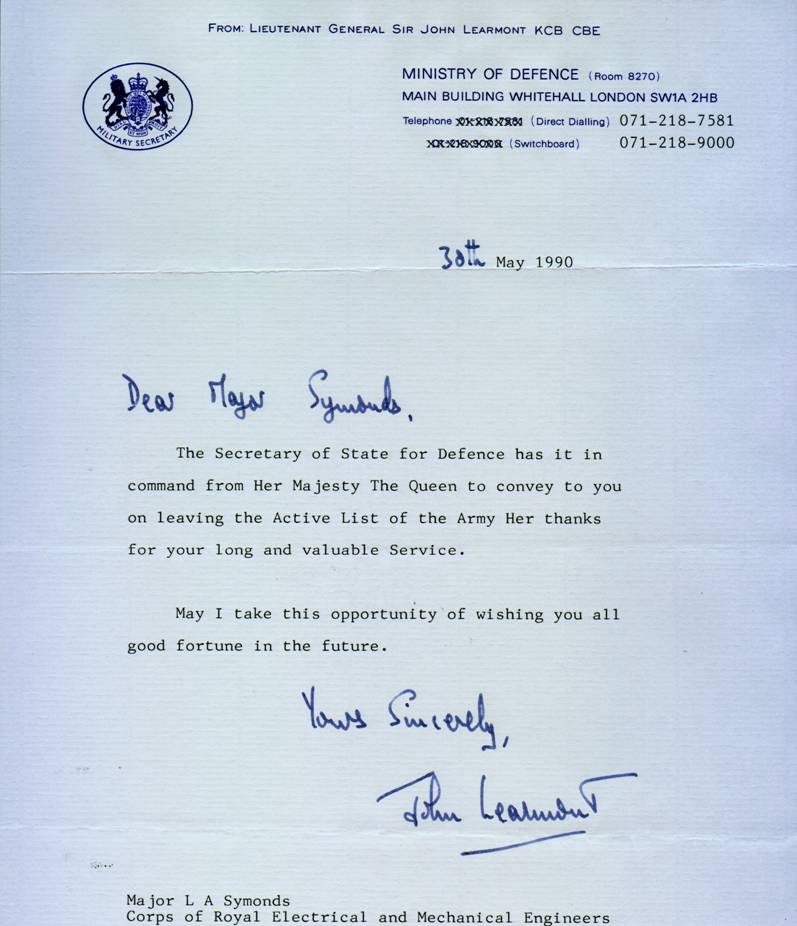 FROM: LIEUTENANT GENERAL SIR JOHN LEARMONT KCB CBE
MILITARY SECRETARY
MINISTRY OF DEFENCE (Room 8270)
MAIN BUILDING WHITEHALL LONDON SW1A 2HB
Telephone (Direct Dialling) 071-218-7581
(Switchboard) 071-218-9000
30th May 1990
Dear Major Symonds,
The Secretary of State for Defence has it in
command from Her Majesty The Queen to convey to you
on leaving the Active List of the Army Her thanks
for your long and valuable Service.
May I take this opportunity of wishing you all
good fortune in the future.
Yours Sincerely,
John Learmont
Major L A Symonds
Corps of Royal Electrical and Mechanical Engineers